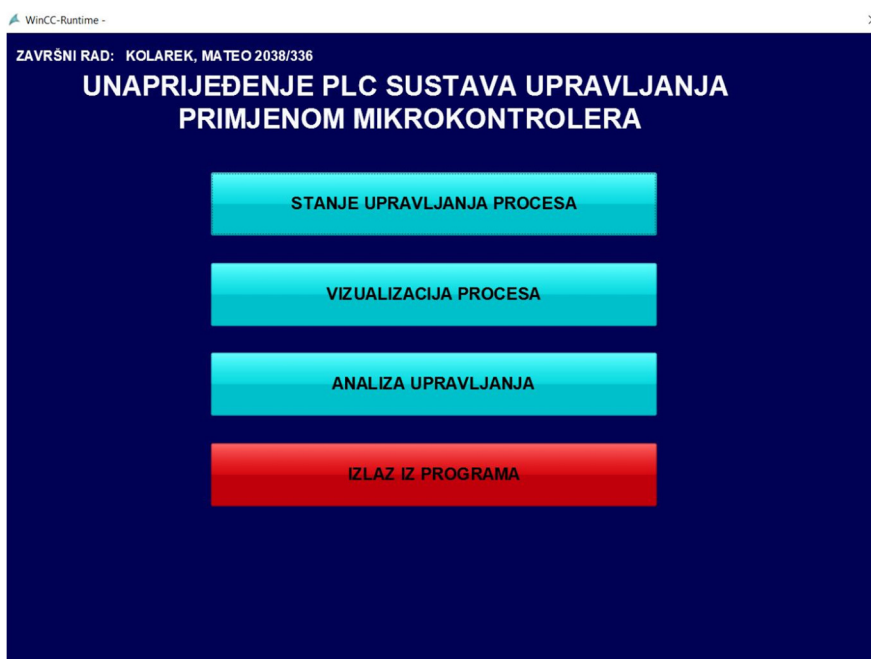 WinCC-Runtime -
ZAVRŠNI RAD: KOLAREK, MATEO 2038/336
UNAPRIJEĐENJE PLC SUSTAVA UPRAVLJANJA
PRIMJENOM MIKROKONTROLERA
STANJE UPRAVLJANJA PROCESA
VIZUALIZACIJA PROCESA
ANALIZA UPRAVLJANJA
IZLAZ IZ PROGRAMA